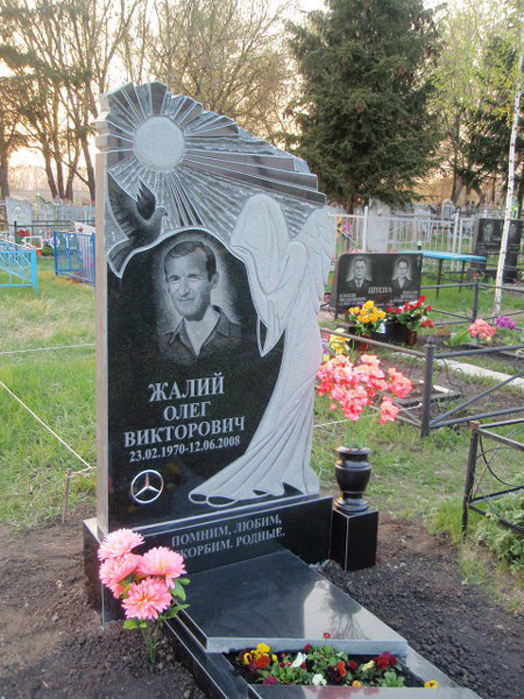 ЖАЛИЙ
ОЛЕГ
ВИКТОРОВИЧ
23.02.1970-12.06.2008
ПОМНИМ, ЛЮБИМ,
СКОРБИМ. РОДНЫЕ.